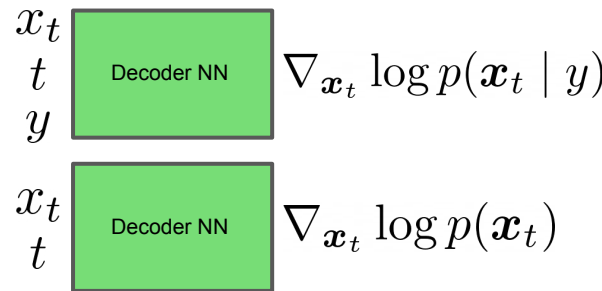 x_t
t Decoder NN ∇_{x_t} log p(x_t | y)
y
x_t
Decoder NN ∇_{x_t} log p(x_t)
t